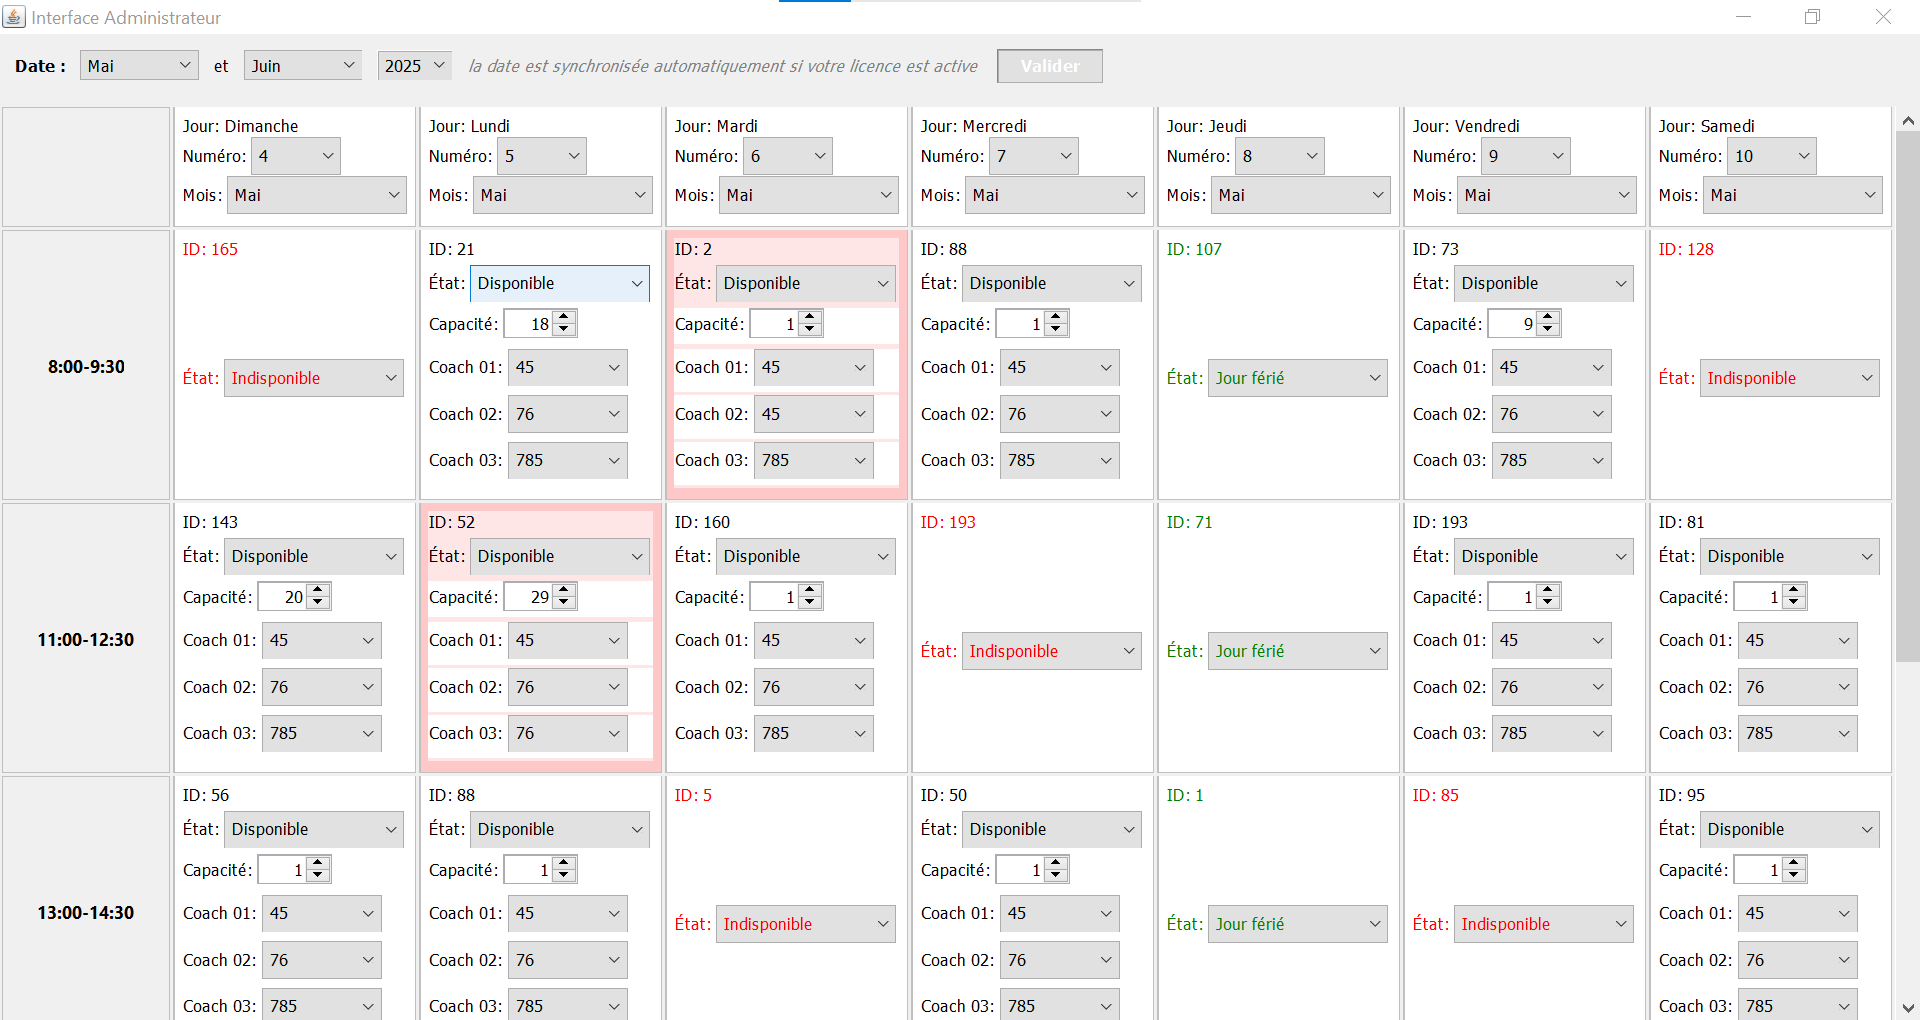 Interface Administrateur
Date : Mai et Juin 2025 la date est synchronisée automatiquement si votre licence est active Valider
Jour: Dimanche Jour: Lundi Jour: Mardi Jour: Mercredi Jour: Jeudi Jour: Vendredi Jour: Samedi
Numéro: 4 Numéro: 5 Numéro: 6 Numéro: 7 Numéro: 8 Numéro: 9 Numéro: 10
Mois: Mai Mois: Mai Mois: Mai Mois: Mai Mois: Mai Mois: Mai Mois: Mai
8:00-9:30
ID: 165
État: Indisponible
ID: 21
État: Disponible
Capacité: 18
Coach 01: 45
Coach 02: 76
Coach 03: 785
ID: 2
État: Disponible
Capacité: 1
Coach 01: 45
Coach 02: 45
Coach 03: 785
ID: 88
État: Disponible
Capacité: 1
Coach 01: 45
Coach 02: 76
Coach 03: 785
ID: 107
État: Jour férié
ID: 73
État: Disponible
Capacité: 9
Coach 01: 45
Coach 02: 76
Coach 03: 785
ID: 128
État: Indisponible
11:00-12:30
ID: 143
État: Disponible
Capacité: 20
Coach 01: 45
Coach 02: 76
Coach 03: 785
ID: 52
État: Disponible
Capacité: 29
Coach 01: 45
Coach 02: 76
Coach 03: 76
ID: 160
État: Disponible
Capacité: 1
Coach 01: 45
Coach 02: 76
Coach 03: 785
ID: 193
État: Indisponible
ID: 71
État: Jour férié
ID: 193
État: Disponible
Capacité: 1
Coach 01: 45
Coach 02: 76
Coach 03: 785
ID: 81
État: Disponible
Capacité: 1
Coach 01: 45
Coach 02: 76
Coach 03: 785
13:00-14:30
ID: 56
État: Disponible
Capacité: 1
Coach 01: 45
Coach 02: 76
Coach 03: 785
ID: 88
État: Disponible
Capacité: 1
Coach 01: 45
Coach 02: 76
Coach 03: 785
ID: 5
État: Indisponible
ID: 50
État: Disponible
Capacité: 1
Coach 01: 45
Coach 02: 76
Coach 03: 785
ID: 1
État: Jour férié
ID: 85
État: Indisponible
ID: 95
État: Disponible
Capacité: 1
Coach 01: 45
Coach 02: 76
Coach 03: 785